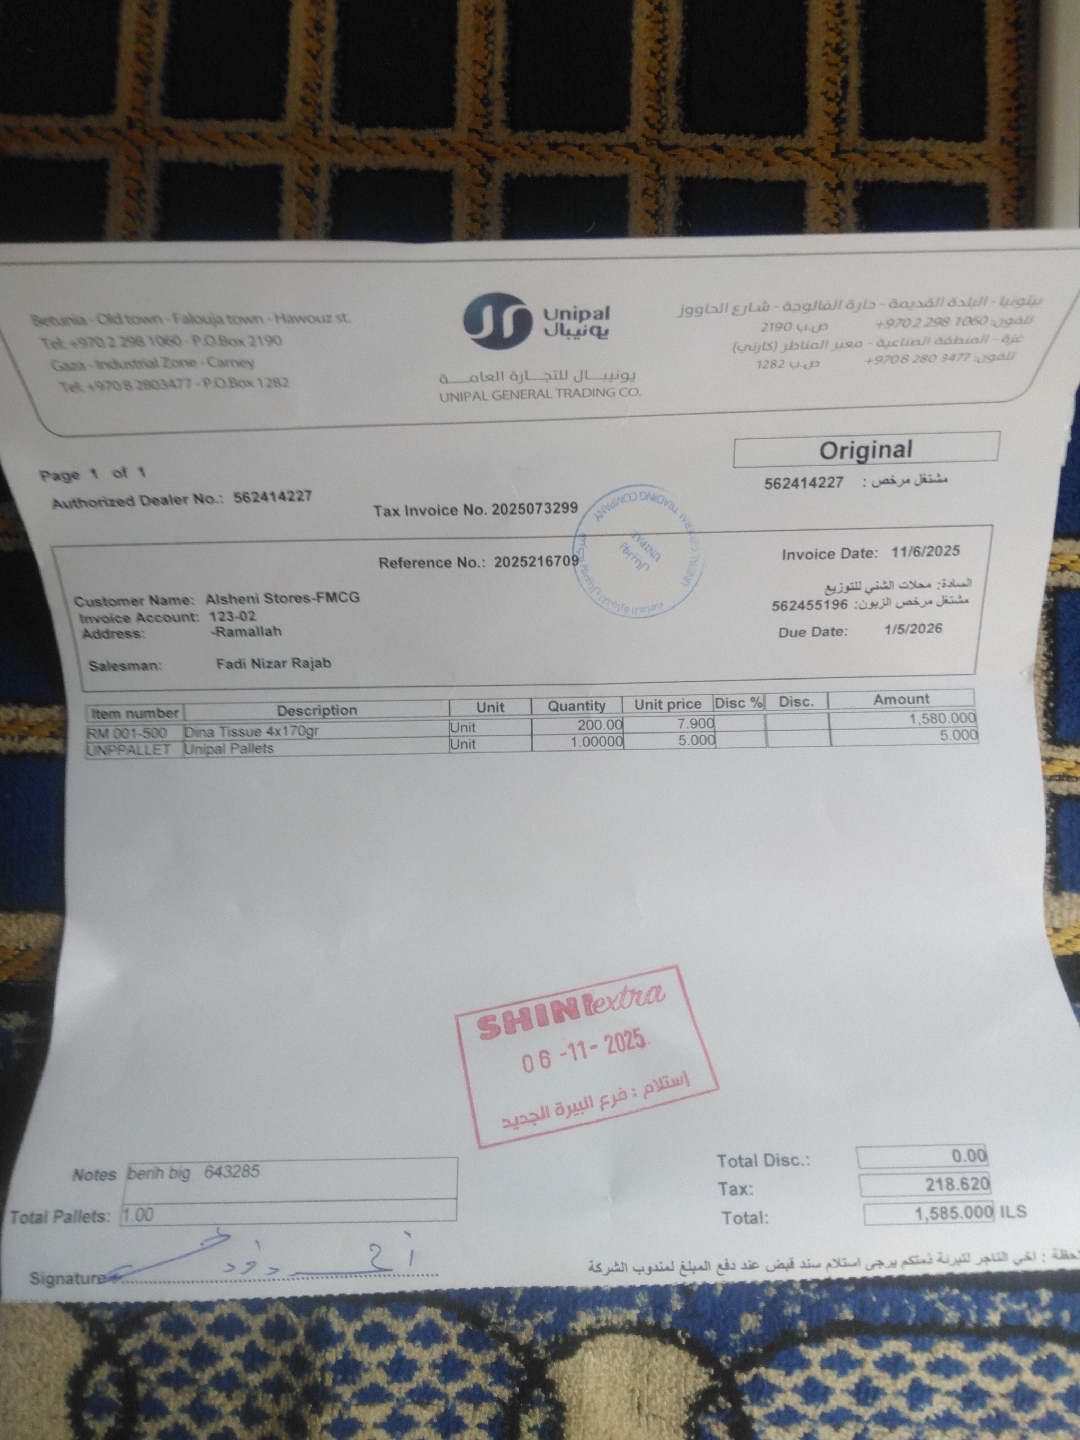 Betunia - Old town - Falouja town - Hawouz st.
Tel: +970 2 298 1060 - P.O.Box 2190
Gaza - Industrial Zone - Carney
Tel: +970 8 2803477 - P.O.Box 1282
Unipal
يونيبال
يونيبال للتجارة العامة
UNIPAL GENERAL TRADING CO.
بيتونيا - البلدة القديمة - حارة الفالوجة - شارع الحاووز
تلفون: 1060 298 2 970+ ص.ب 2190
غزة - المنطقة الصناعية - معبر المناطر (كارني)
تلفون: 3477 280 8 970+ ص.ب 1282
Original
Page 1 of 1
Authorized Dealer No.: 562414227
مشتغل مرخص : 562414227
Tax Invoice No. 2025073299
UNIPAL GENERAL TRADING COMPANY
UNIPAL
يونيبال
Reference No.: 2025216709
Invoice Date: 11/6/2025
Customer Name: Alsheni Stores-FMCG
Invoice Account: 123-02
Address: -Ramallah
Salesman: Fadi Nizar Rajab
السادة: محلات الشني للتوزيع
مشتغل مرخص الزبون: 562455196
Due Date: 1/5/2026
Item number Description Unit Quantity Unit price Disc % Disc. Amount
RM 001-500 Dina Tissue 4x170gr Unit 200.00 7.900 1,580.000
UNPPALLET Unipal Pallets Unit 1.00000 5.000 5.000
SHINI extra
06-11-2025
إستلام : فرع البيرة الجديد
Notes berih big 643285
Total Pallets: 1.00
Total Disc.: 0.00
Tax: 218.620
Total: 1,585.000 ILS
Signature
: اخي التاجر لتبرئة ذمتكم يرجى استلام سند قبض عند دفع المبلغ لمندوب الشركة